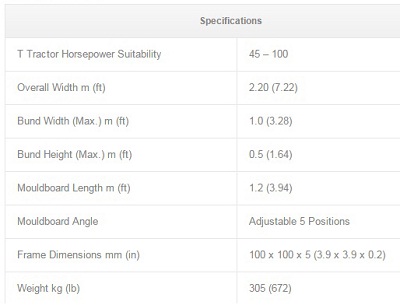 Specifications
T Tractor Horsepower Suitability 45 – 100
Overall Width m (ft) 2.20 (7.22)
Bund Width (Max.) m (ft) 1.0 (3.28)
Bund Height (Max.) m (ft) 0.5 (1.64)
Mouldboard Length m (ft) 1.2 (3.94)
Mouldboard Angle Adjustable 5 Positions
Frame Dimensions mm (in) 100 x 100 x 5 (3.9 x 3.9 x 0.2)
Weight kg (lb) 305 (672)